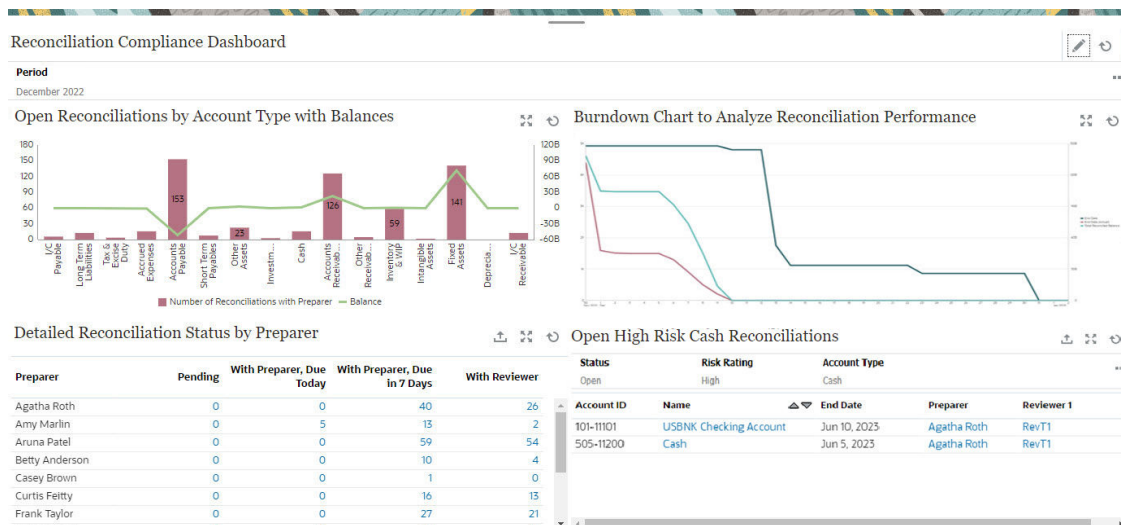 Reconciliation Compliance Dashboard
Period
December 2022
Open Reconciliations by Account Type with Balances
180
150
120
90
60
30
0
120B
90B
60B
30B
0
-30B
-60B
153
23
126
59
141
I/C Payable
Long Term Liabilities
Tax & Excise Duty
Accrued Expenses
Accounts Payable
Short Term Payables
Other Assets
Investm...
Cash
Accounts Receivab...
Other Receivab...
Inventory & WIP
Intangible Assets
Fixed Assets
Deprecia...
I/C Receivable
Number of Reconciliations with Preparer
Balance
Burndown Chart to Analyze Reconciliation Performance
Detailed Reconciliation Status by Preparer
Preparer Pending With Preparer, Due Today With Preparer, Due in 7 Days With Reviewer
Agatha Roth 0 0 40 26
Amy Marlin 0 5 13 2
Aruna Patel 0 0 59 54
Betty Anderson 0 0 10 4
Casey Brown 0 0 1 0
Curtis Feitty 0 0 16 13
Frank Taylor 0 0 27 21
Open High Risk Cash Reconciliations
Status Risk Rating Account Type
Open High Cash
Account ID Name End Date Preparer Reviewer 1
101-11101 USBNK Checking Account Jun 10, 2023 Agatha Roth RevT1
505-11200 Cash Jun 5, 2023 Agatha Roth RevT1